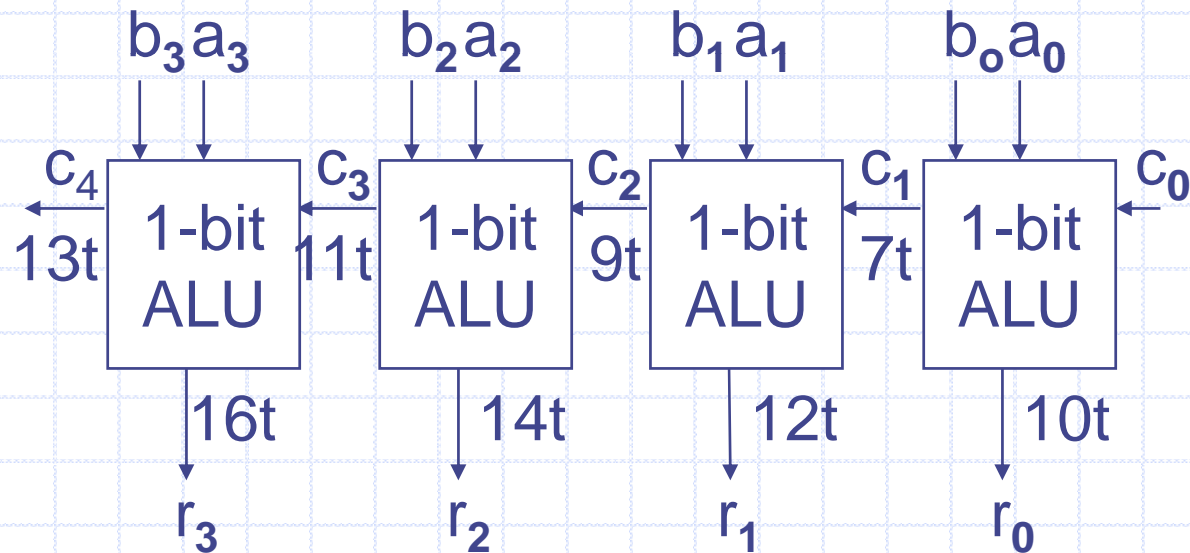 b₃ a₃ b₂ a₂ b₁ a₁ bₒ a₀
c₄ c₃ c₂ c₁ c₀
1-bit 1-bit 1-bit 1-bit
13t 11t 9t 7t
ALU ALU ALU ALU
16t 14t 12t 10t
r₃ r₂ r₁ r₀